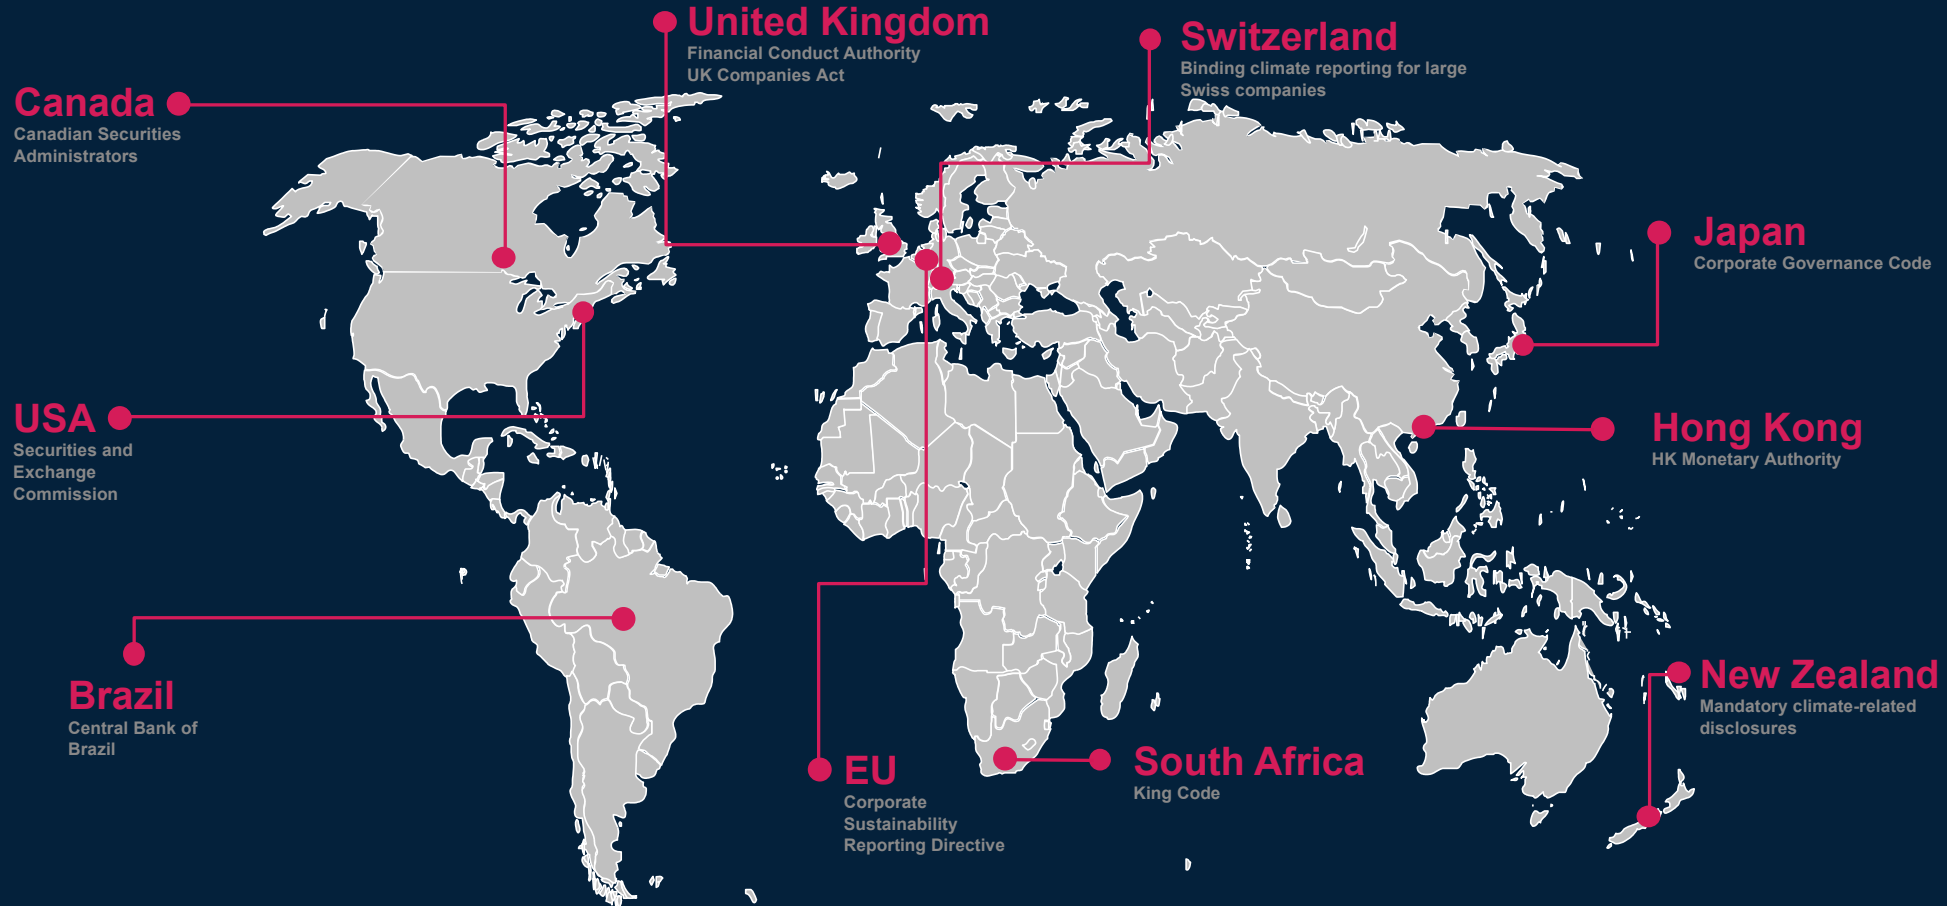 United Kingdom
Financial Conduct Authority
UK Companies Act
Switzerland
Binding climate reporting for large
Swiss companies
Canada
Canadian Securities
Administrators
Japan
Corporate Governance Code
USA
Securities and
Exchange
Commission
Hong Kong
HK Monetary Authority
Brazil
Central Bank of
Brazil
New Zealand
Mandatory climate-related
disclosures
EU
Corporate
Sustainability
Reporting Directive
South Africa
King Code